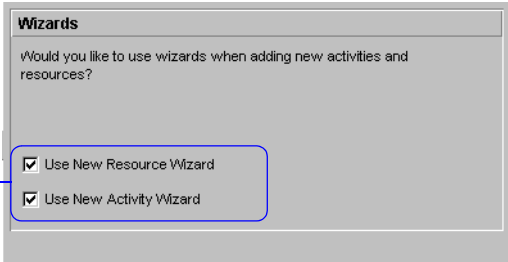 Wizards
Would you like to use wizards when adding new activities and
resources?
Use New Resource Wizard
Use New Activity Wizard